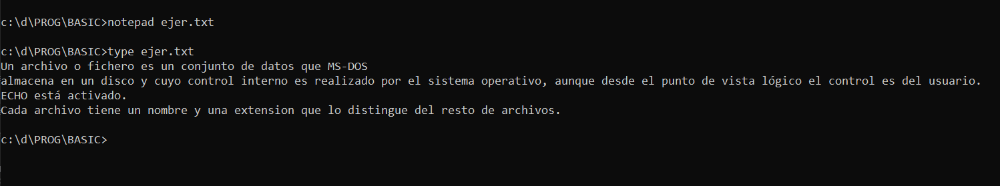 c:\d\PROG\BASIC>notepad ejer.txt
c:\d\PROG\BASIC>type ejer.txt
Un archivo o fichero es un conjunto de datos que MS-DOS
almacena en un disco y cuyo control interno es realizado por el sistema operativo, aunque desde el punto de vista lógico el control es del usuario.
ECHO está activado.
Cada archivo tiene un nombre y una extension que lo distingue del resto de archivos.
c:\d\PROG\BASIC>